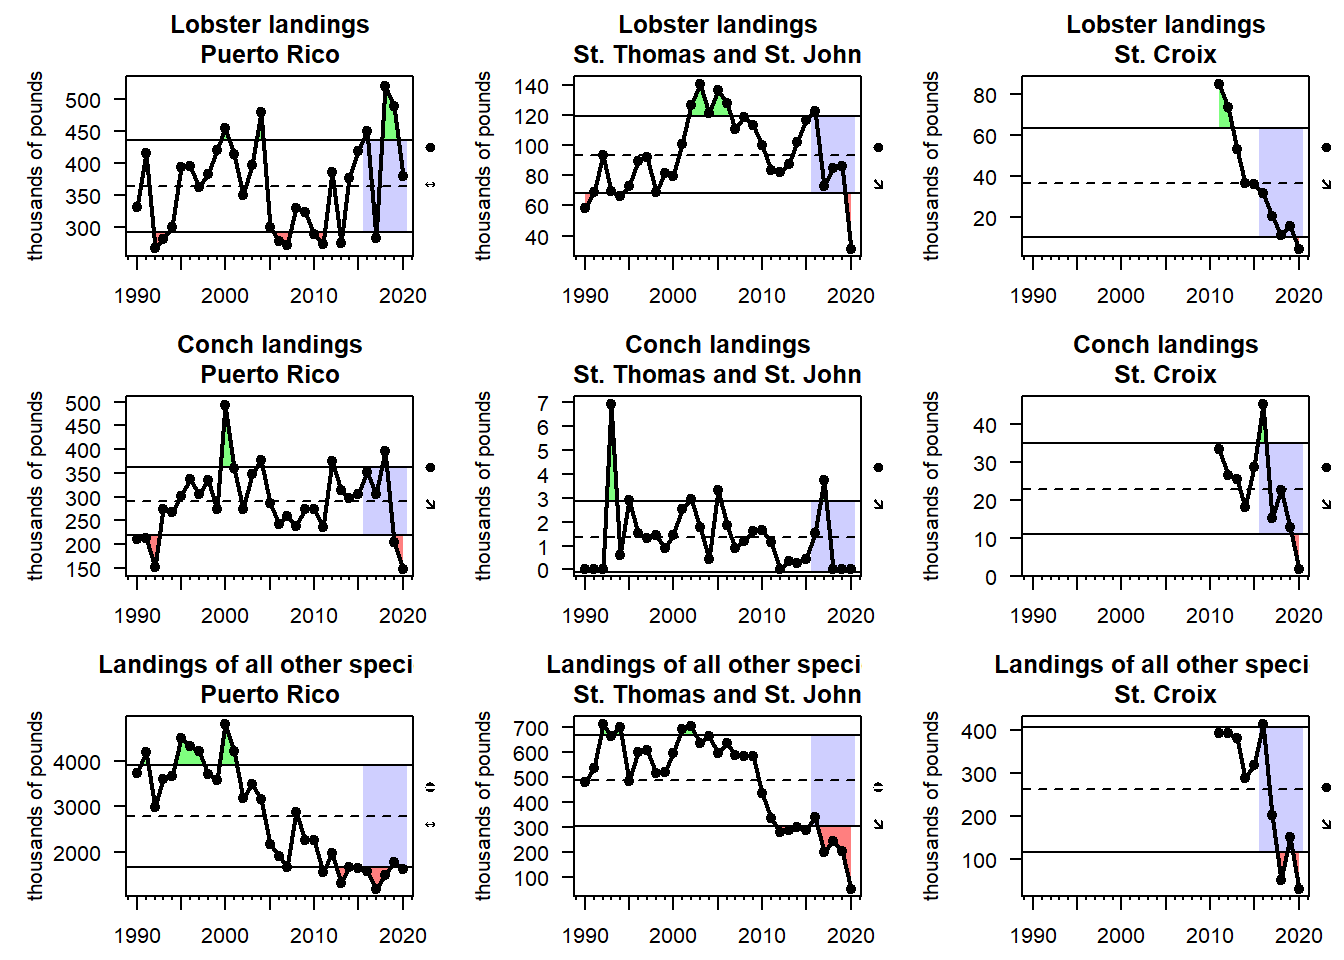 Lobster landings
Puerto Rico
thousands of pounds
500
450
400
350
300
1990 2000 2010 2020
Lobster landings
St. Thomas and St. John
thousands of pounds
140
120
100
80
60
40
1990 2000 2010 2020
Lobster landings
St. Croix
thousands of pounds
80
60
40
20
1990 2000 2010 2020
Conch landings
Puerto Rico
thousands of pounds
500
450
400
350
300
250
200
150
1990 2000 2010 2020
Conch landings
St. Thomas and St. John
thousands of pounds
7
6
5
4
3
2
1
0
1990 2000 2010 2020
Conch landings
St. Croix
thousands of pounds
40
30
20
10
0
1990 2000 2010 2020
Landings of all other speci
Puerto Rico
thousands of pounds
4000
3000
2000
1990 2000 2010 2020
Landings of all other speci
St. Thomas and St. John
thousands of pounds
700
600
500
400
300
200
100
1990 2000 2010 2020
Landings of all other speci
St. Croix
thousands of pounds
400
300
200
100
1990 2000 2010 2020